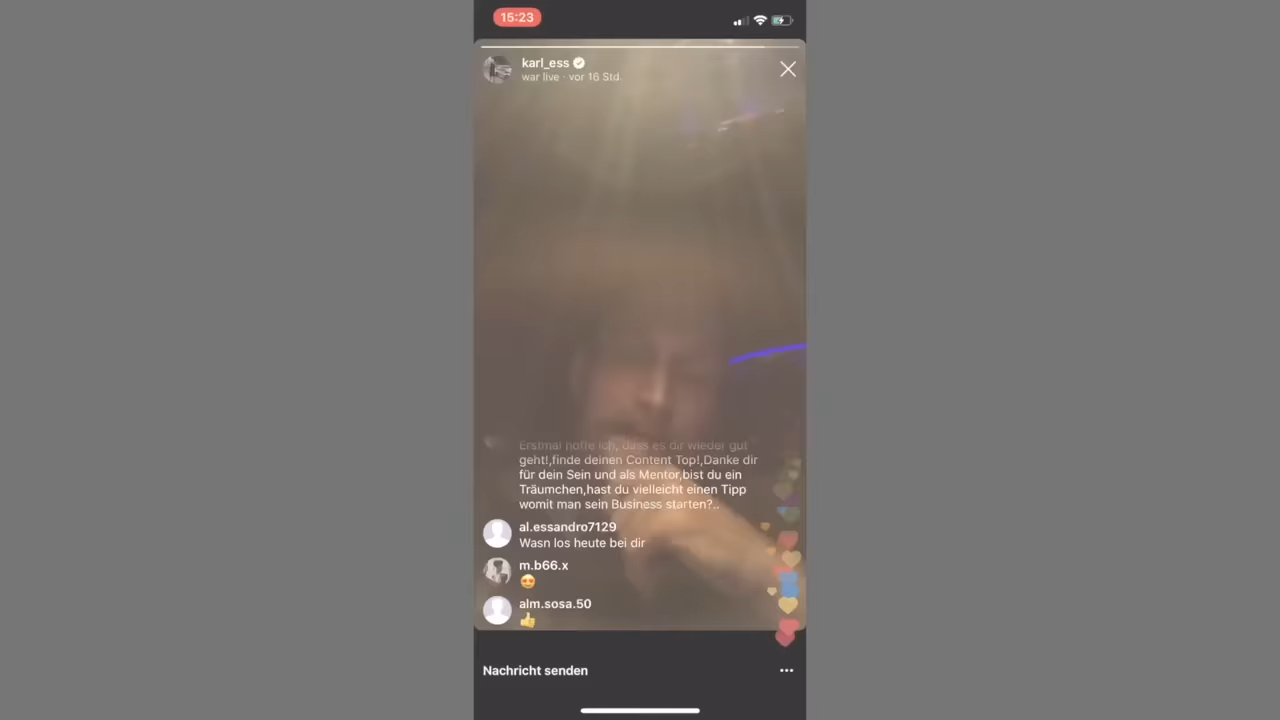 15:23
karl_ess
war live · vor 16 Std.
Erstmal hoffe ich, dass es dir wieder gut
geht!,finde deinen Content Top!,Danke dir
für dein Sein und als Mentor,bist du ein
Träumchen,hast du vielleicht einen Tipp
womit man sein Business starten?..
al.essandro7129
Wasn los heute bei dir
m.b66.x
😍
alm.sosa.50
👍
Nachricht senden